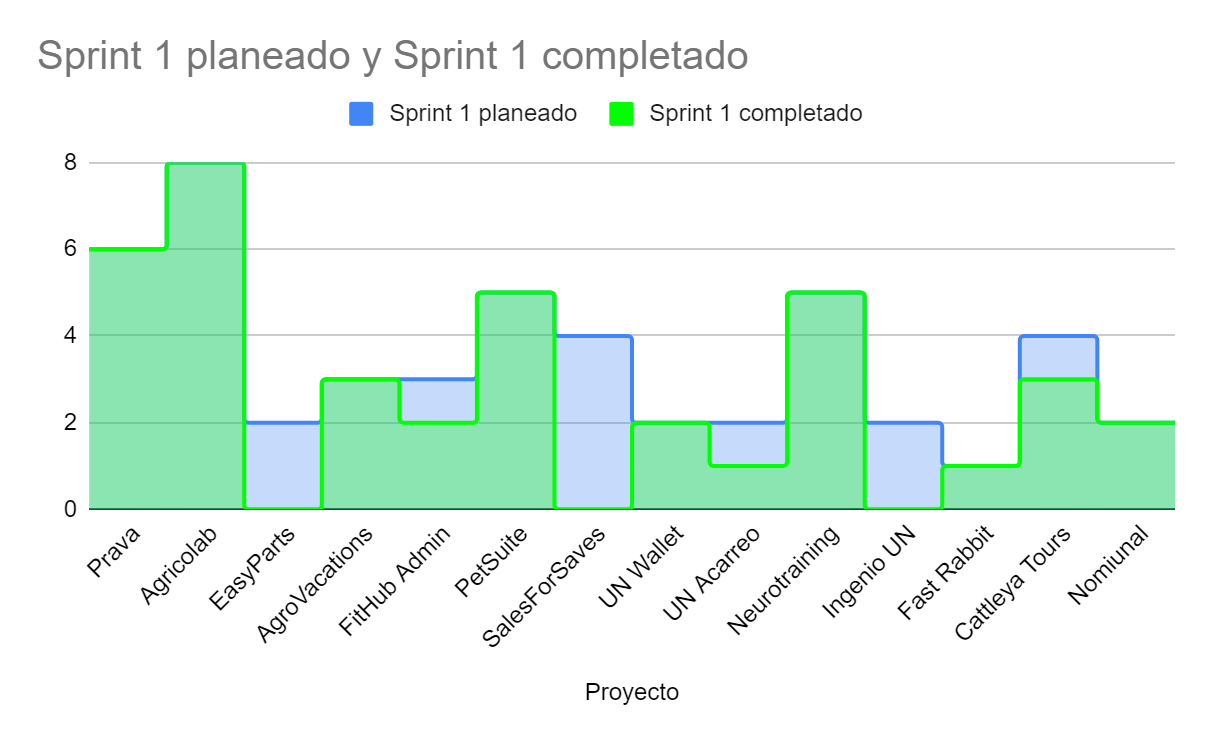 Sprint 1 planeado y Sprint 1 completado
Sprint 1 planeado
Sprint 1 completado
8
6
4
2
0
Prava
Agricolab
EasyParts
AgroVacations
FitHub Admin
PetSuite
SalesForSaves
UN Wallet
UN Acarreo
Neurotraining
Ingenio UN
Fast Rabbit
Cattleya Tours
Nomiunal
Proyecto